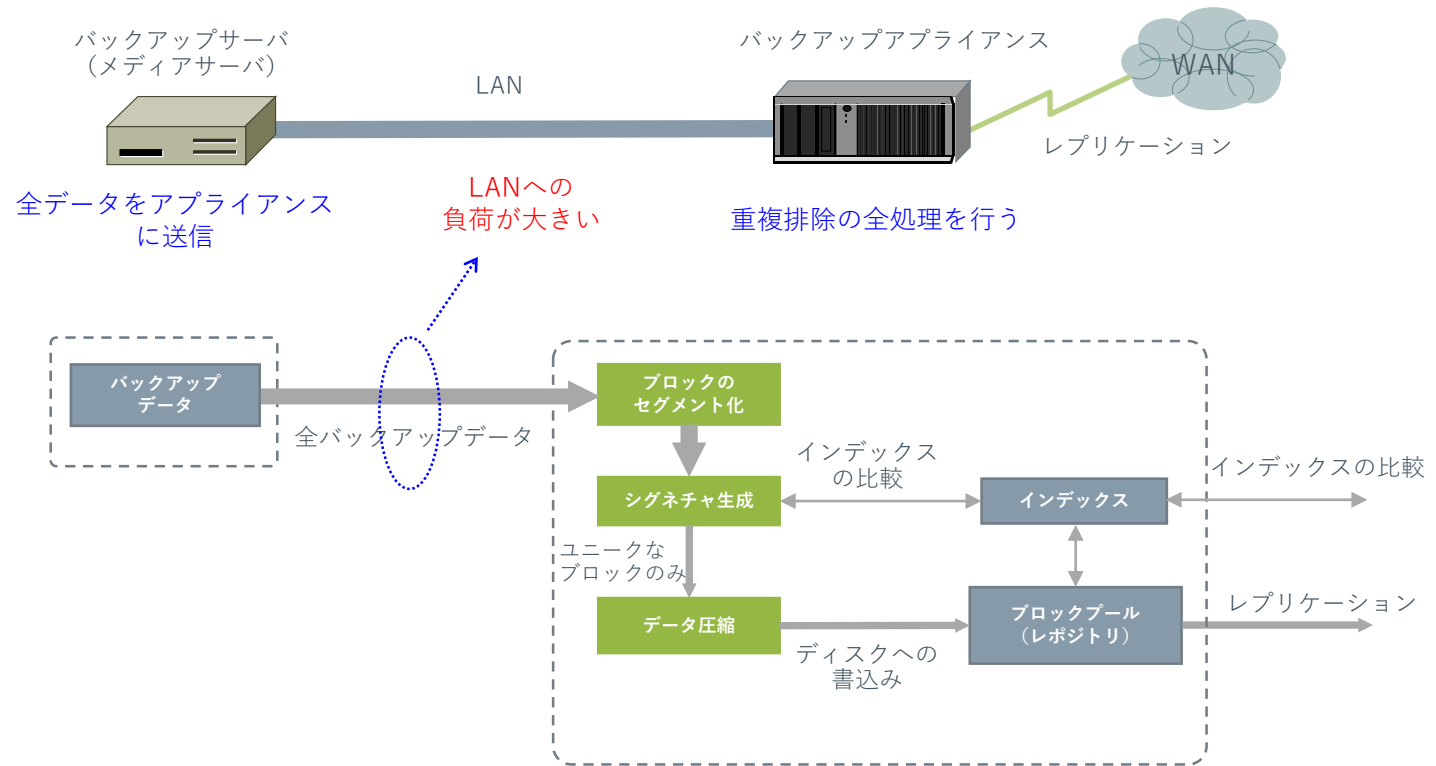 バックアップサーバ
（メディアサーバ）
LAN
バックアップアプライアンス
WAN
レプリケーション
全データをアプライアンス
に送信
LANへの
負荷が大きい
重複排除の全処理を行う
バックアップ
データ
全バックアップデータ
ブロックの
セグメント化
シグネチャ生成
インデックス
の比較
インデックス
インデックスの比較
ユニークな
ブロックのみ
データ圧縮
ディスクへの
書込み
ブロックプール
（レポジトリ）
レプリケーション